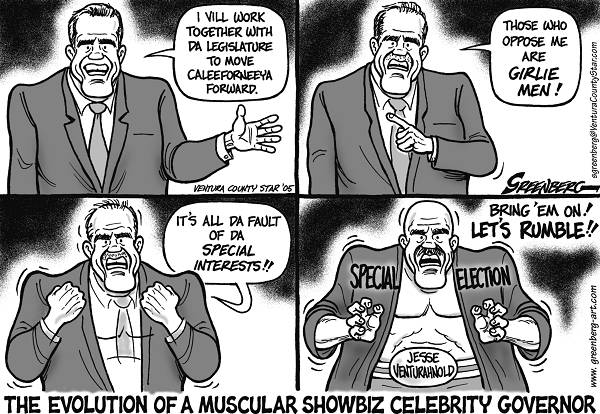 I VILL WORK
TOGETHER WITH
DA LEGISLATURE
TO MOVE
CALEEFORNEEYA
FORWARD.
VENTURA COUNTY STAR '05
THOSE WHO
OPPOSE ME
ARE
GIRLIE
MEN!
GREENBERG
sgreenberg@VenturaCountyStar.com
IT'S ALL DA FAULT
OF DA
SPECIAL
INTERESTS!!
BRING 'EM ON!
LET'S RUMBLE!!
SPECIAL ELECTION
JESSE
VENTURAHNOLD
www.greenberg-art.com
THE EVOLUTION OF A MUSCULAR SHOWBIZ CELEBRITY GOVERNOR